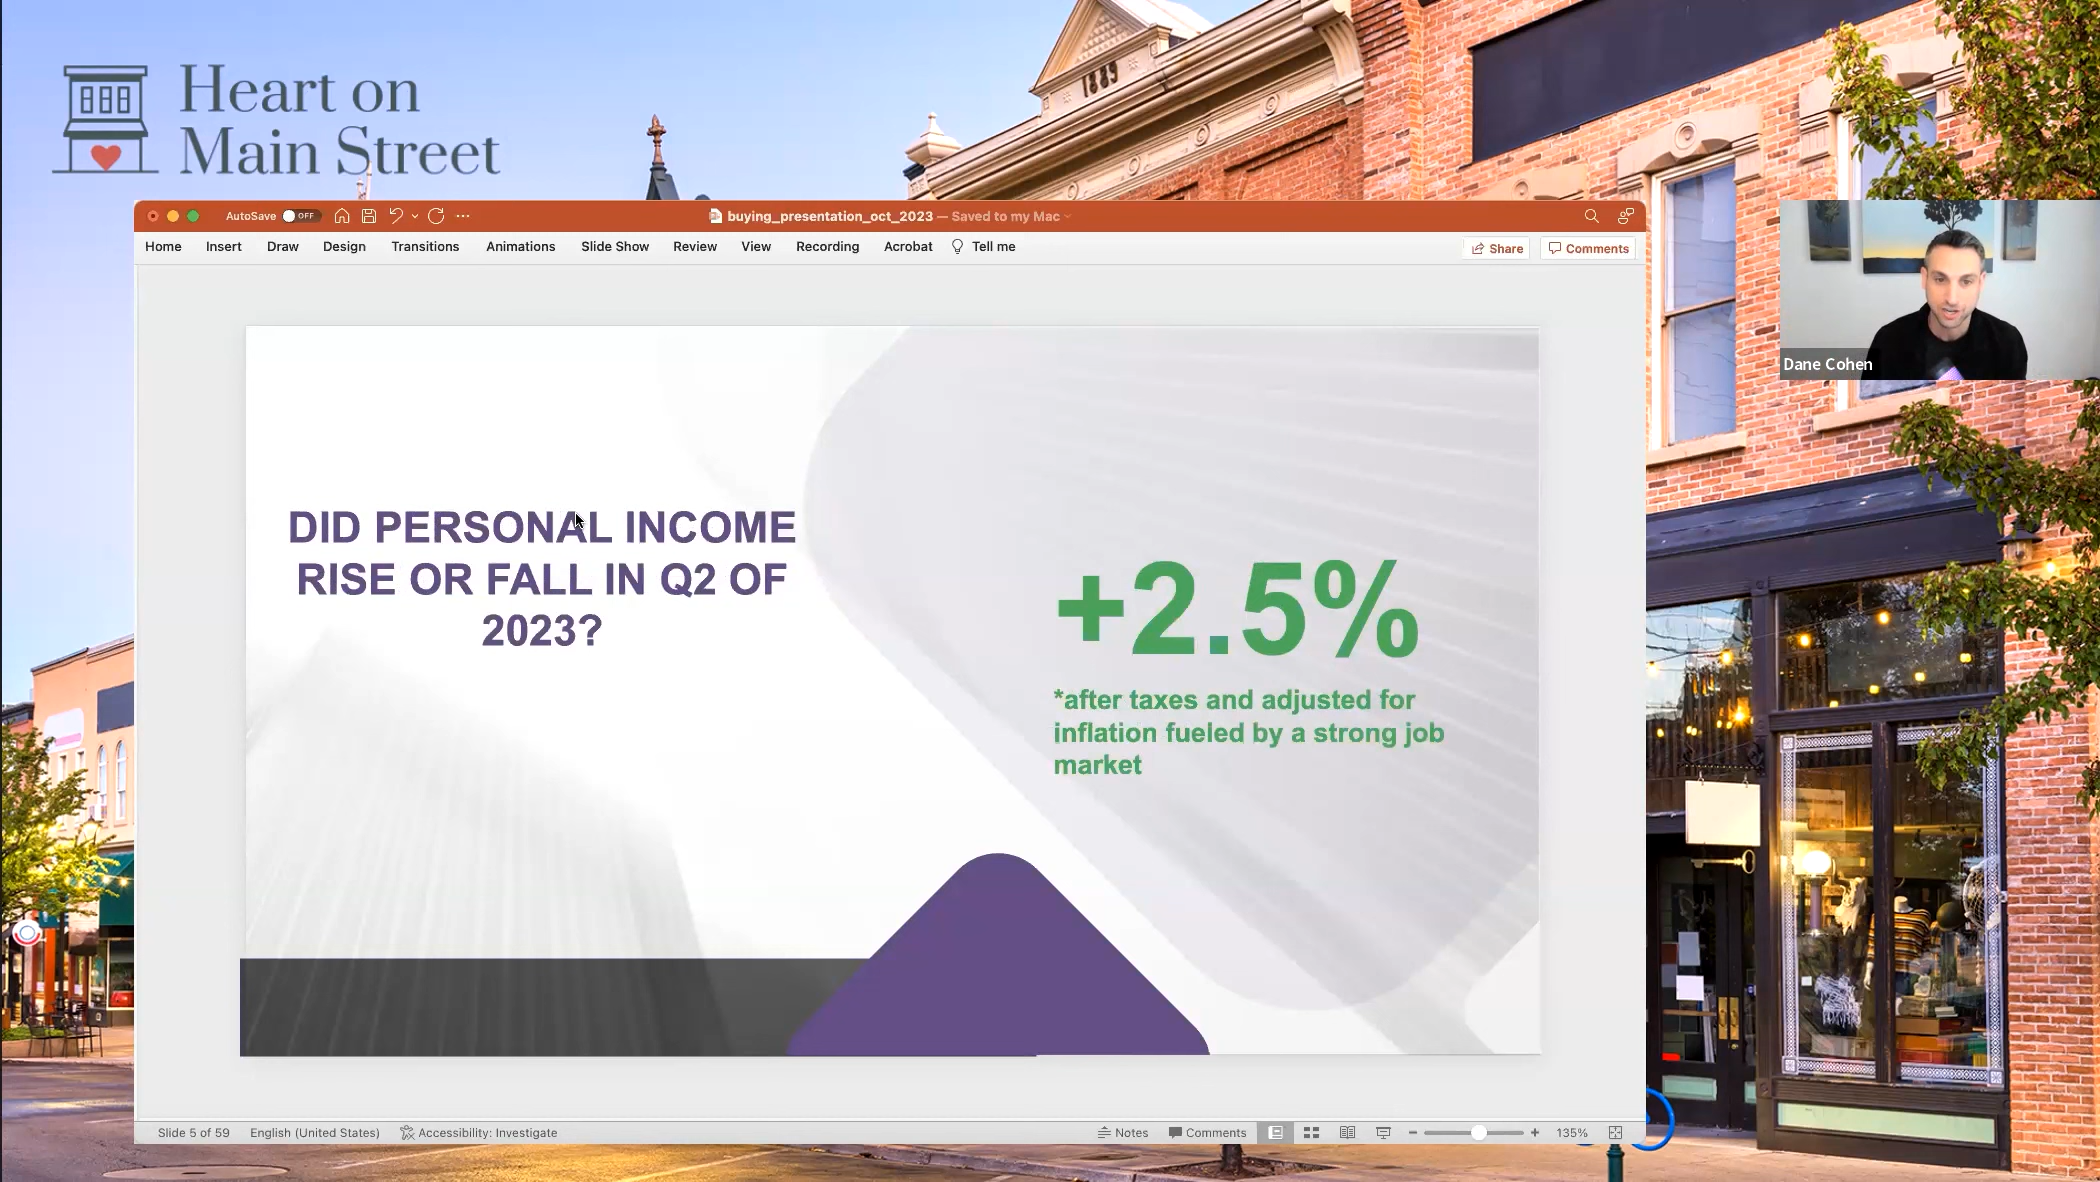 Heart on
Main Street
1889
AutoSave OFF
buying_presentation_oct_2023 — Saved to my Mac
Home Insert Draw Design Transitions Animations Slide Show Review View Recording Acrobat Tell me
Share Comments
Dane Cohen
DID PERSONAL INCOME
RISE OR FALL IN Q2 OF
2023?
+2.5%
*after taxes and adjusted for
inflation fueled by a strong job
market
Slide 5 of 59 English (United States) Accessibility: Investigate Notes Comments 135%